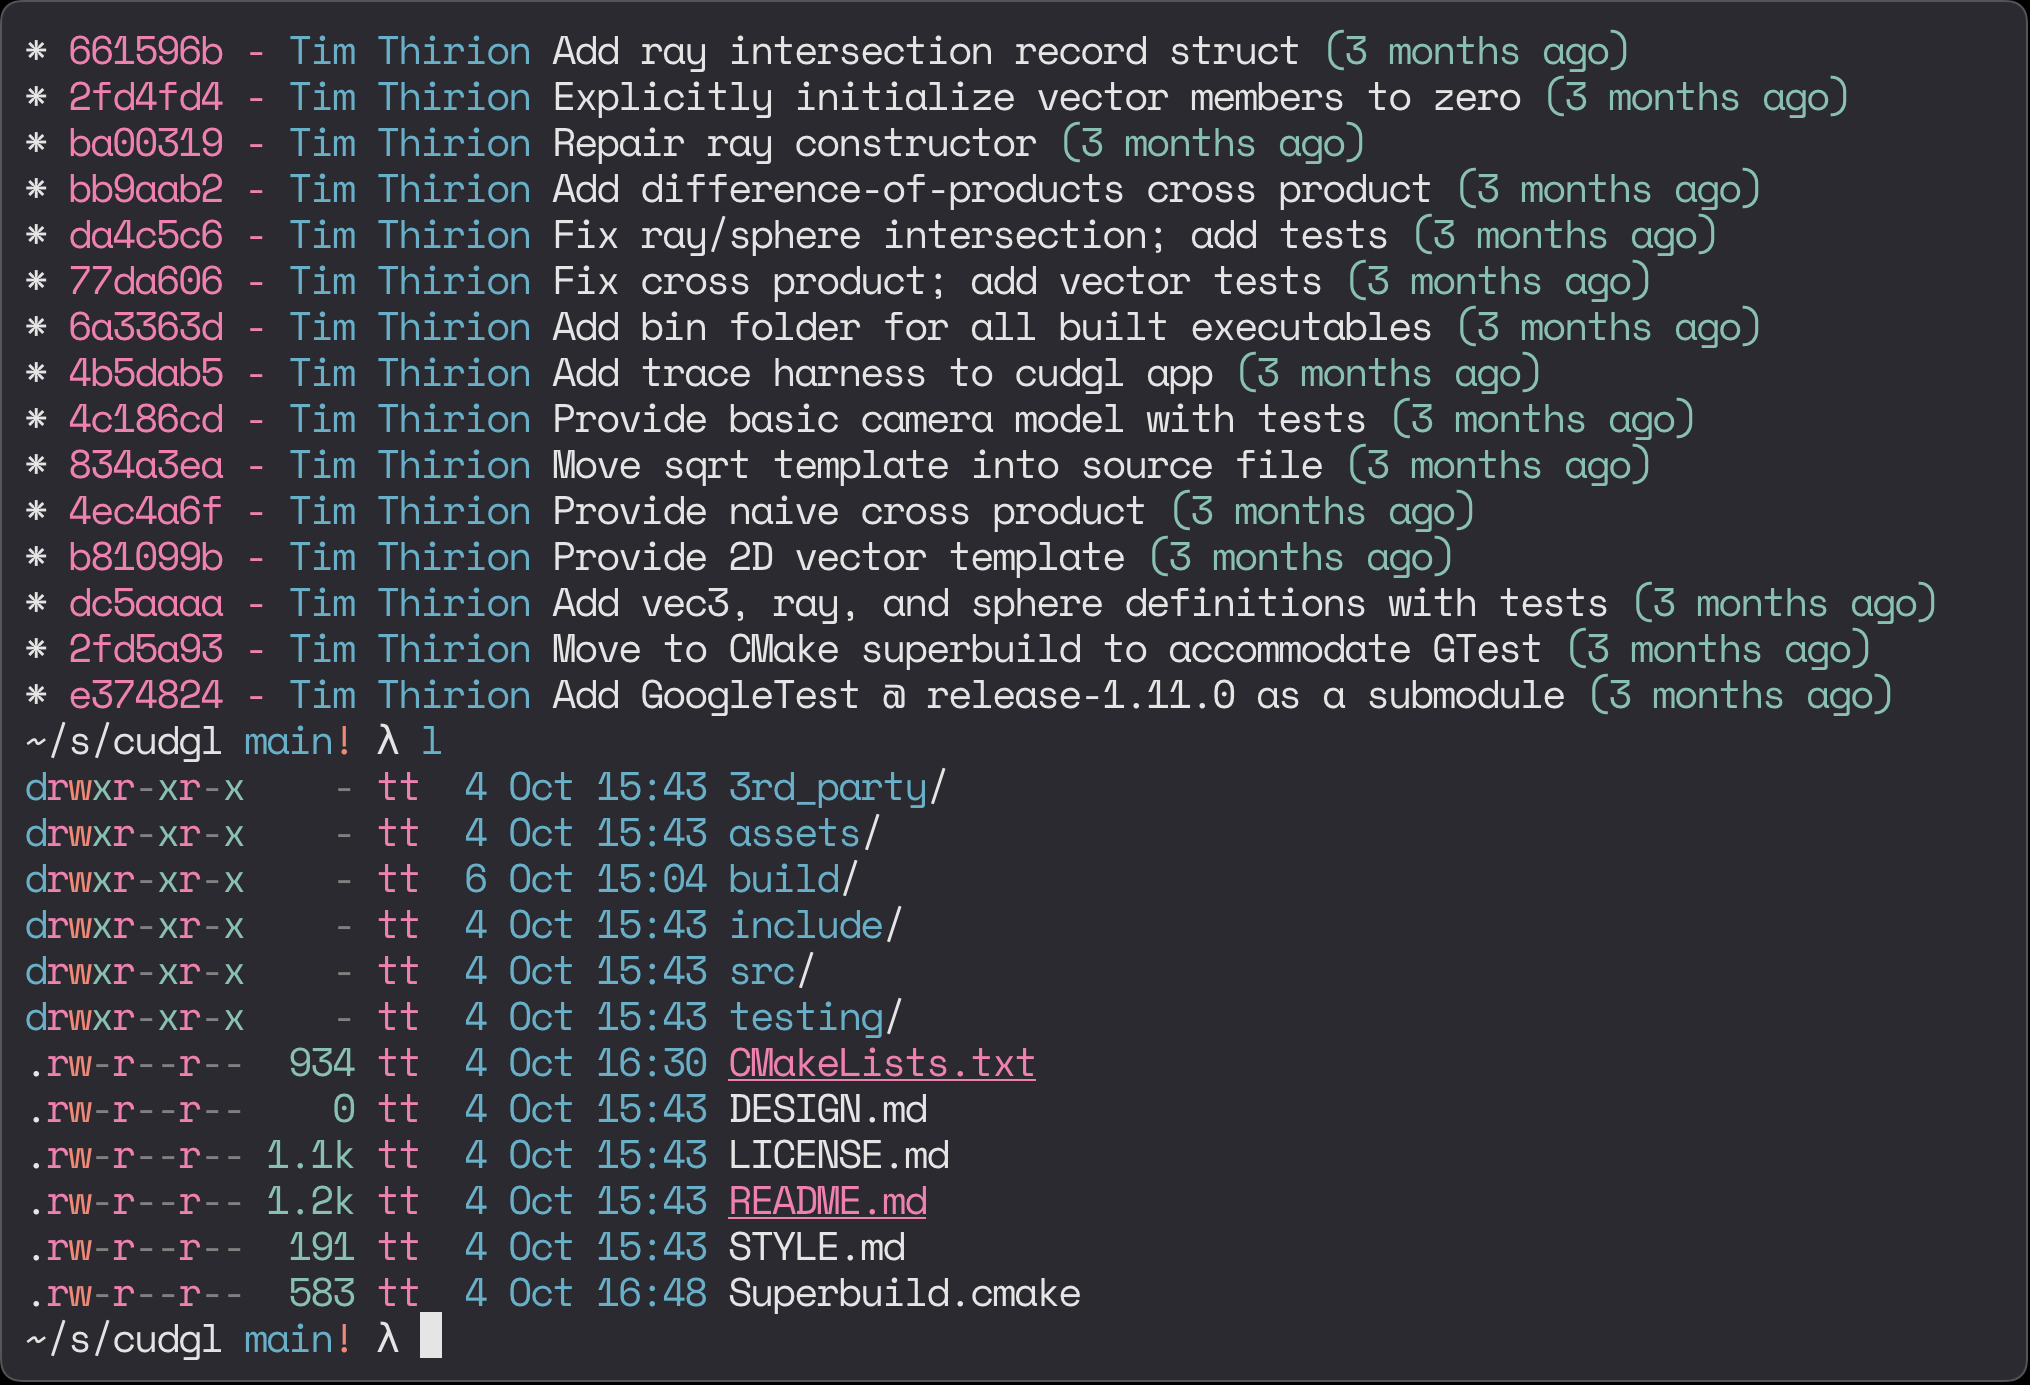 * 661596b - Tim Thirion Add ray intersection record struct (3 months ago)
* 2fd4fd4 - Tim Thirion Explicitly initialize vector members to zero (3 months ago)
* ba00319 - Tim Thirion Repair ray constructor (3 months ago)
* bb9aab2 - Tim Thirion Add difference-of-products cross product (3 months ago)
* da4c5c6 - Tim Thirion Fix ray/sphere intersection; add tests (3 months ago)
* 77da606 - Tim Thirion Fix cross product; add vector tests (3 months ago)
* 6a3363d - Tim Thirion Add bin folder for all built executables (3 months ago)
* 4b5dab5 - Tim Thirion Add trace harness to cudgl app (3 months ago)
* 4c186cd - Tim Thirion Provide basic camera model with tests (3 months ago)
* 834a3ea - Tim Thirion Move sqrt template into source file (3 months ago)
* 4ec4a6f - Tim Thirion Provide naive cross product (3 months ago)
* b81099b - Tim Thirion Provide 2D vector template (3 months ago)
* dc5aaaa - Tim Thirion Add vec3, ray, and sphere definitions with tests (3 months ago)
* 2fd5a93 - Tim Thirion Move to CMake superbuild to accommodate GTest (3 months ago)
* e374824 - Tim Thirion Add GoogleTest @ release-1.11.0 as a submodule (3 months ago)
~/s/cudgl main! λ l
drwxr-xr-x    - tt  4 Oct 15:43 3rd_party/
drwxr-xr-x    - tt  4 Oct 15:43 assets/
drwxr-xr-x    - tt  6 Oct 15:04 build/
drwxr-xr-x    - tt  4 Oct 15:43 include/
drwxr-xr-x    - tt  4 Oct 15:43 src/
drwxr-xr-x    - tt  4 Oct 15:43 testing/
.rw-r--r--  934 tt  4 Oct 16:30 CMakeLists.txt
.rw-r--r--    0 tt  4 Oct 15:43 DESIGN.md
.rw-r--r-- 1.1k tt  4 Oct 15:43 LICENSE.md
.rw-r--r-- 1.2k tt  4 Oct 15:43 README.md
.rw-r--r--  191 tt  4 Oct 15:43 STYLE.md
.rw-r--r--  583 tt  4 Oct 16:48 Superbuild.cmake
~/s/cudgl main! λ